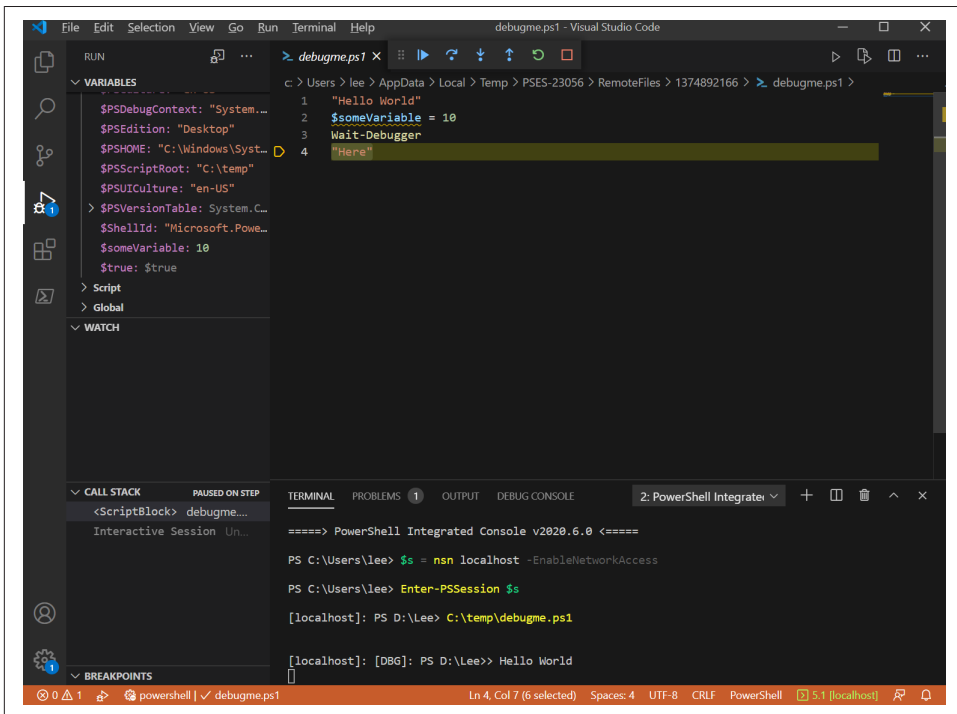 File Edit Selection View Go Run Terminal Help debugme.ps1 - Visual Studio Code
RUN
debugme.ps1
VARIABLES
c: > Users > lee > AppData > Local > Temp > PSES-23056 > RemoteFiles > 1374892166 > debugme.ps1 >
$PSDebugContext: "System....
$PSEdition: "Desktop"
$PSHOME: "C:\Windows\Syst...
$PSScriptRoot: "C:\temp"
$PSUICulture: "en-US"
> $PSVersionTable: System.C...
$ShellId: "Microsoft.Powe...
$someVariable: 10
$true: $true
> Script
> Global
WATCH
1 "Hello World"
2 $someVariable = 10
3 Wait-Debugger
4 "Here"
CALL STACK PAUSED ON STEP
<ScriptBlock> debugme....
Interactive Session Un...
BREAKPOINTS
TERMINAL PROBLEMS 1 OUTPUT DEBUG CONSOLE 2: PowerShell Integrate
=====> PowerShell Integrated Console v2020.6.0 <=====
PS C:\Users\lee> $s = nsn localhost -EnableNetworkAccess
PS C:\Users\lee> Enter-PSSession $s
[localhost]: PS D:\Lee> C:\temp\debugme.ps1
[localhost]: [DBG]: PS D:\Lee>> Hello World
1
1
0 1 powershell | ✓ debugme.ps1 Ln 4, Col 7 (6 selected) Spaces: 4 UTF-8 CRLF PowerShell 5.1 [localhost]